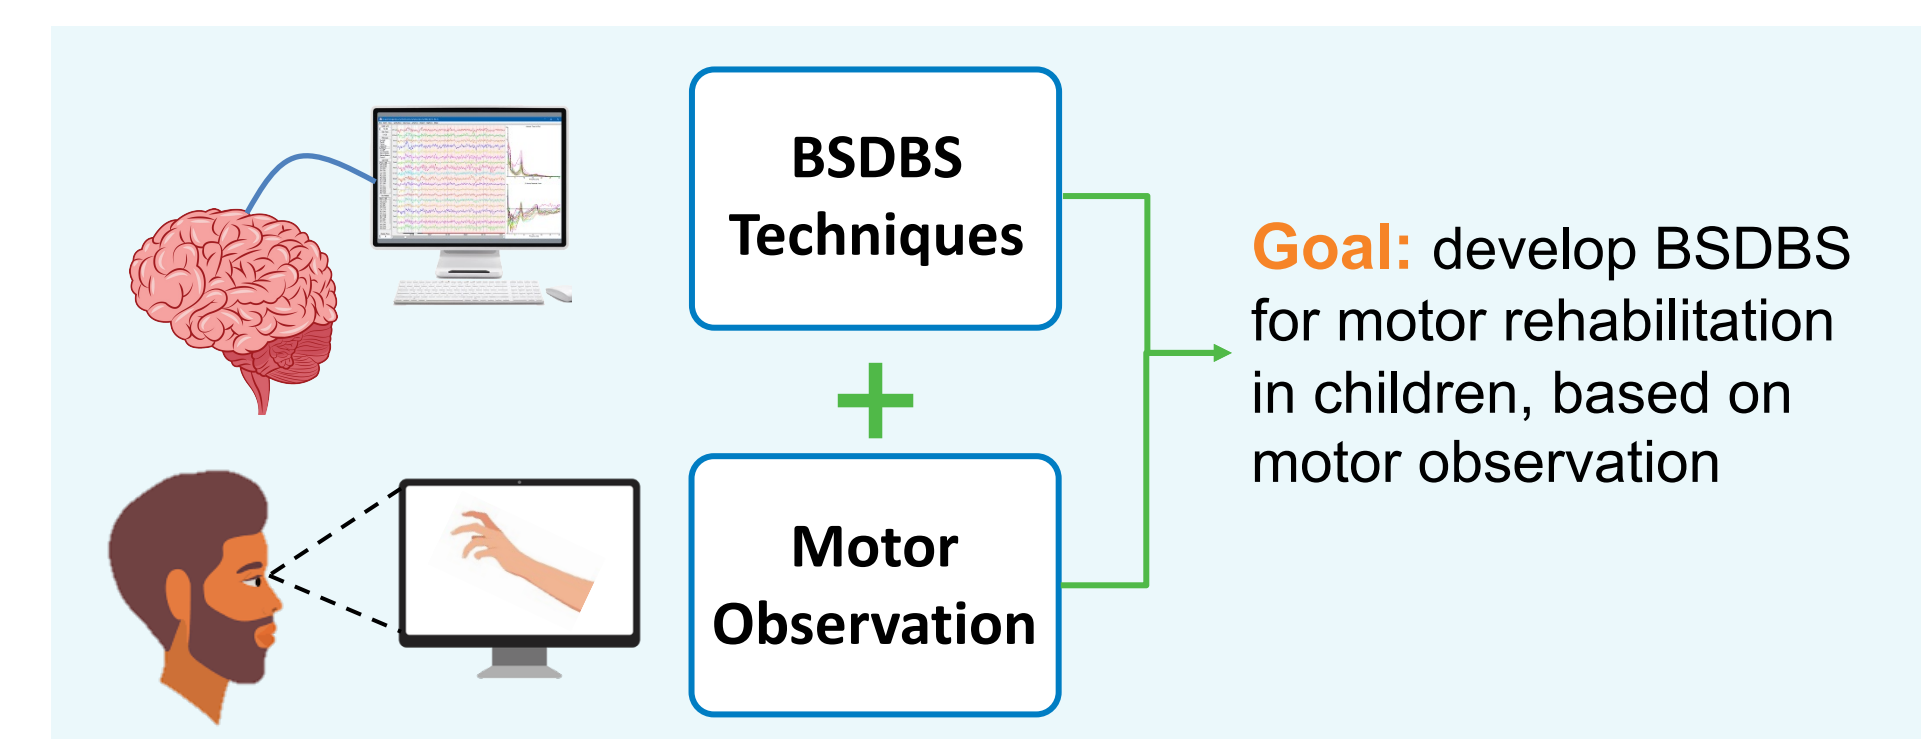 BSDBS
Techniques
+
Motor
Observation
Goal: develop BSDBS
for motor rehabilitation
in children, based on
motor observation